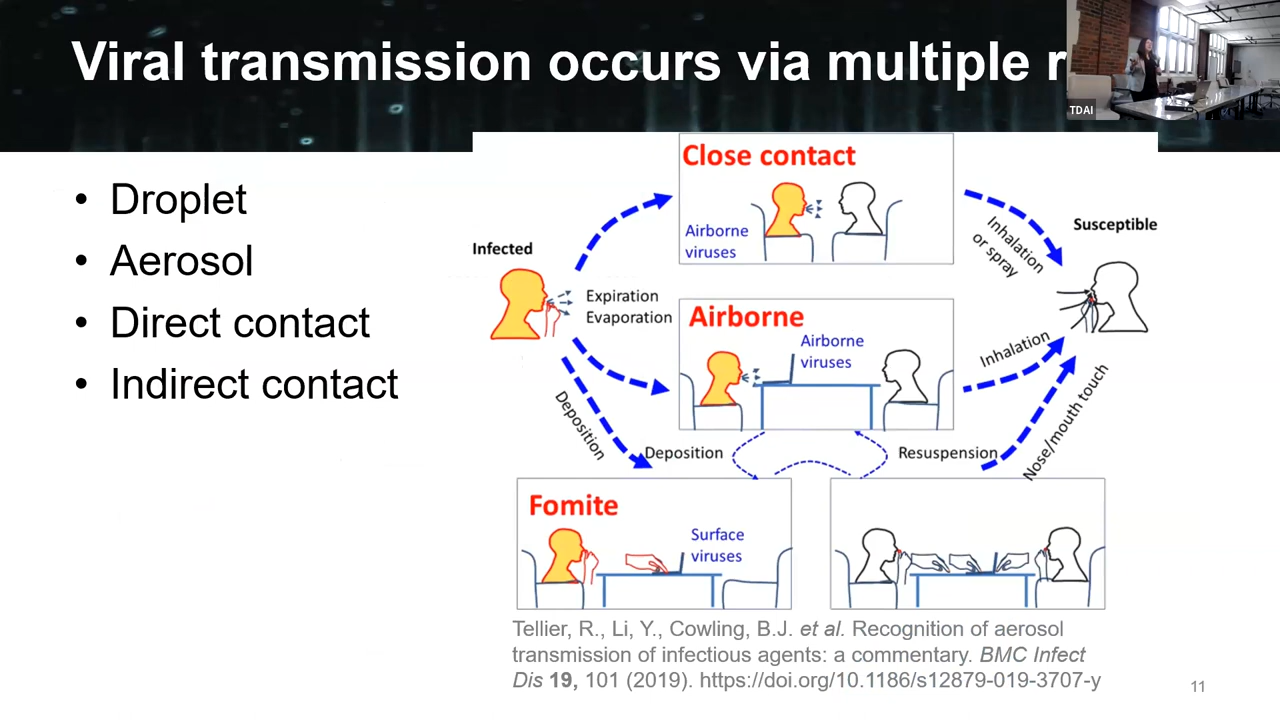 Viral transmission occurs via multiple
TDAI
• Droplet
• Aerosol
• Direct contact
• Indirect contact
Close contact
Airborne
viruses
Infected
Expiration
Evaporation
Inhalation
or spray
Susceptible
Airborne
Airborne
viruses
Inhalation
Deposition
Deposition
Resuspension
Nose/mouth touch
Fomite
Surface
viruses
Tellier, R., Li, Y., Cowling, B.J. et al. Recognition of aerosol
transmission of infectious agents: a commentary. BMC Infect
Dis 19, 101 (2019). https://doi.org/10.1186/s12879-019-3707-y
11